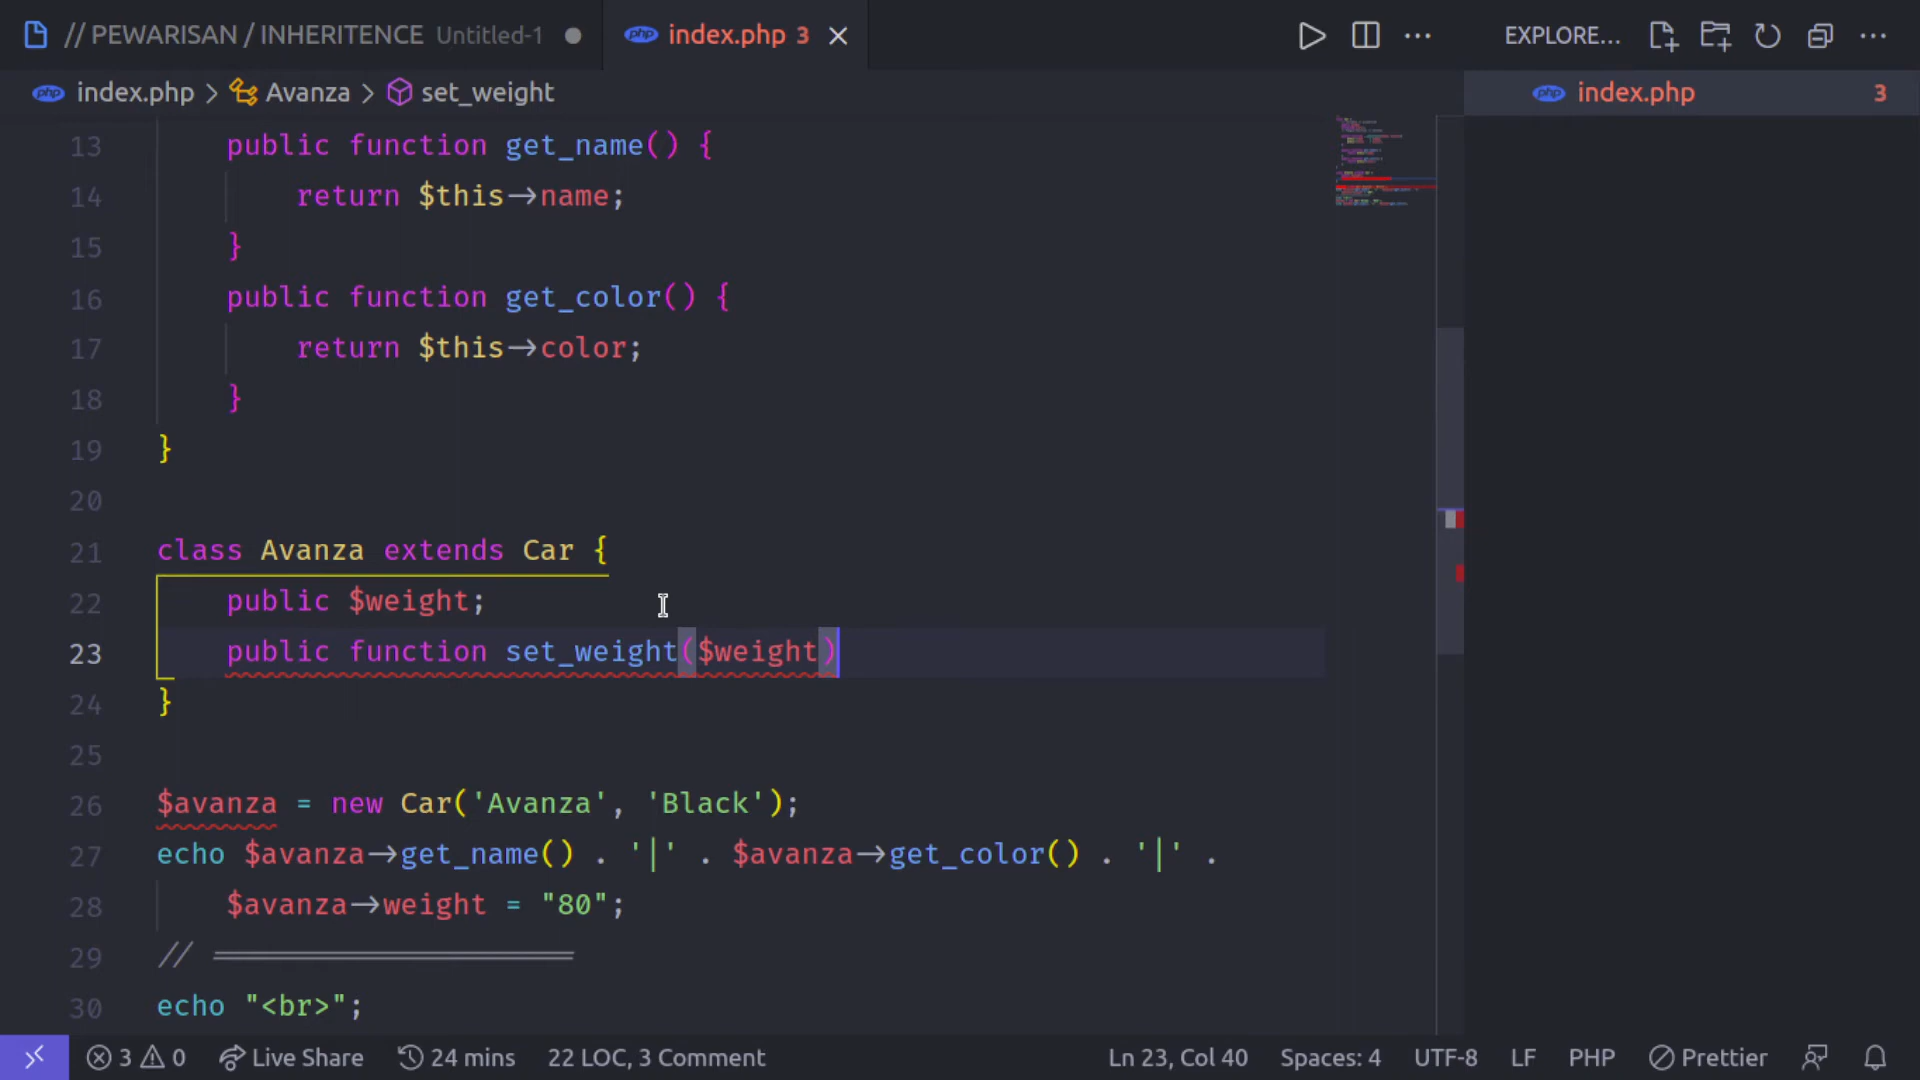 // PEWARISAN / INHERITENCE Untitled-1
php index.php 3
EXPLORE...
php index.php > Avanza > set_weight
php index.php 3
13 public function get_name() {
14 return $this->name;
15 }
16 public function get_color() {
17 return $this->color;
18 }
19 }
20
21 class Avanza extends Car {
22 public $weight;
23 public function set_weight($weight)
24 }
25
26 $avanza = new Car('Avanza', 'Black');
27 echo $avanza->get_name() . '|' . $avanza->get_color() . '|' .
28 $avanza->weight = "80";
29 // =====================
30 echo "<br>";
3 0 Live Share 24 mins 22 LOC, 3 Comment Ln 23, Col 40 Spaces: 4 UTF-8 LF PHP Prettier